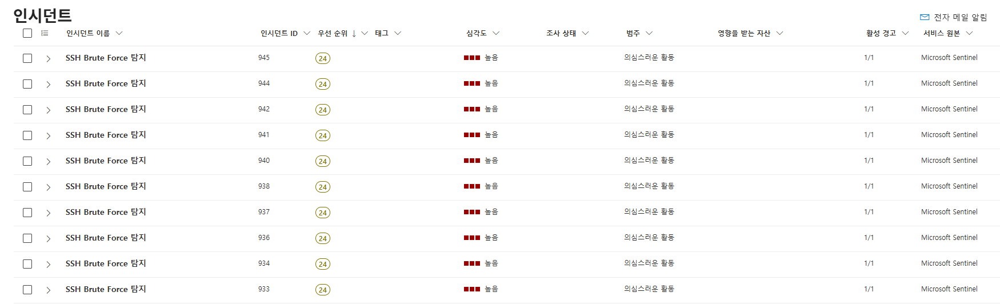 인시던트
전자 메일 알림
인시던트 이름 인시던트 ID 우선 순위 ↓ 태그 심각도 조사 상태 범주 영향을 받는 자산 활성 경고 서비스 원본
SSH Brute Force 탐지 945 24 높음 의심스러운 활동 1/1 Microsoft Sentinel
SSH Brute Force 탐지 944 24 높음 의심스러운 활동 1/1 Microsoft Sentinel
SSH Brute Force 탐지 942 24 높음 의심스러운 활동 1/1 Microsoft Sentinel
SSH Brute Force 탐지 941 24 높음 의심스러운 활동 1/1 Microsoft Sentinel
SSH Brute Force 탐지 940 24 높음 의심스러운 활동 1/1 Microsoft Sentinel
SSH Brute Force 탐지 938 24 높음 의심스러운 활동 1/1 Microsoft Sentinel
SSH Brute Force 탐지 937 24 높음 의심스러운 활동 1/1 Microsoft Sentinel
SSH Brute Force 탐지 936 24 높음 의심스러운 활동 1/1 Microsoft Sentinel
SSH Brute Force 탐지 934 24 높음 의심스러운 활동 1/1 Microsoft Sentinel
SSH Brute Force 탐지 933 24 높음 의심스러운 활동 1/1 Microsoft Sentinel